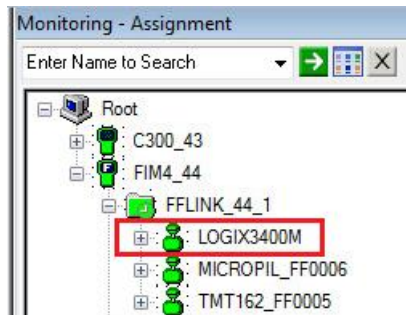 Monitoring - Assignment
Enter Name to Search
Root
C300_43
F
FIM4_44
FFLINK_44_1
LOGIX3400M
MICROPIL_FF0006
TMT162_FF0005